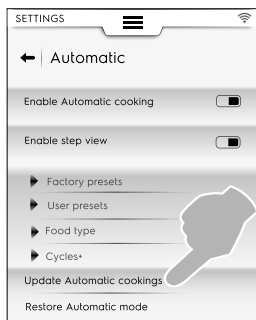 SETTINGS
Automatic
Enable Automatic cooking
Enable step view
Factory presets
User presets
Food type
Cycles+
Update Automatic cookings
Restore Automatic mode